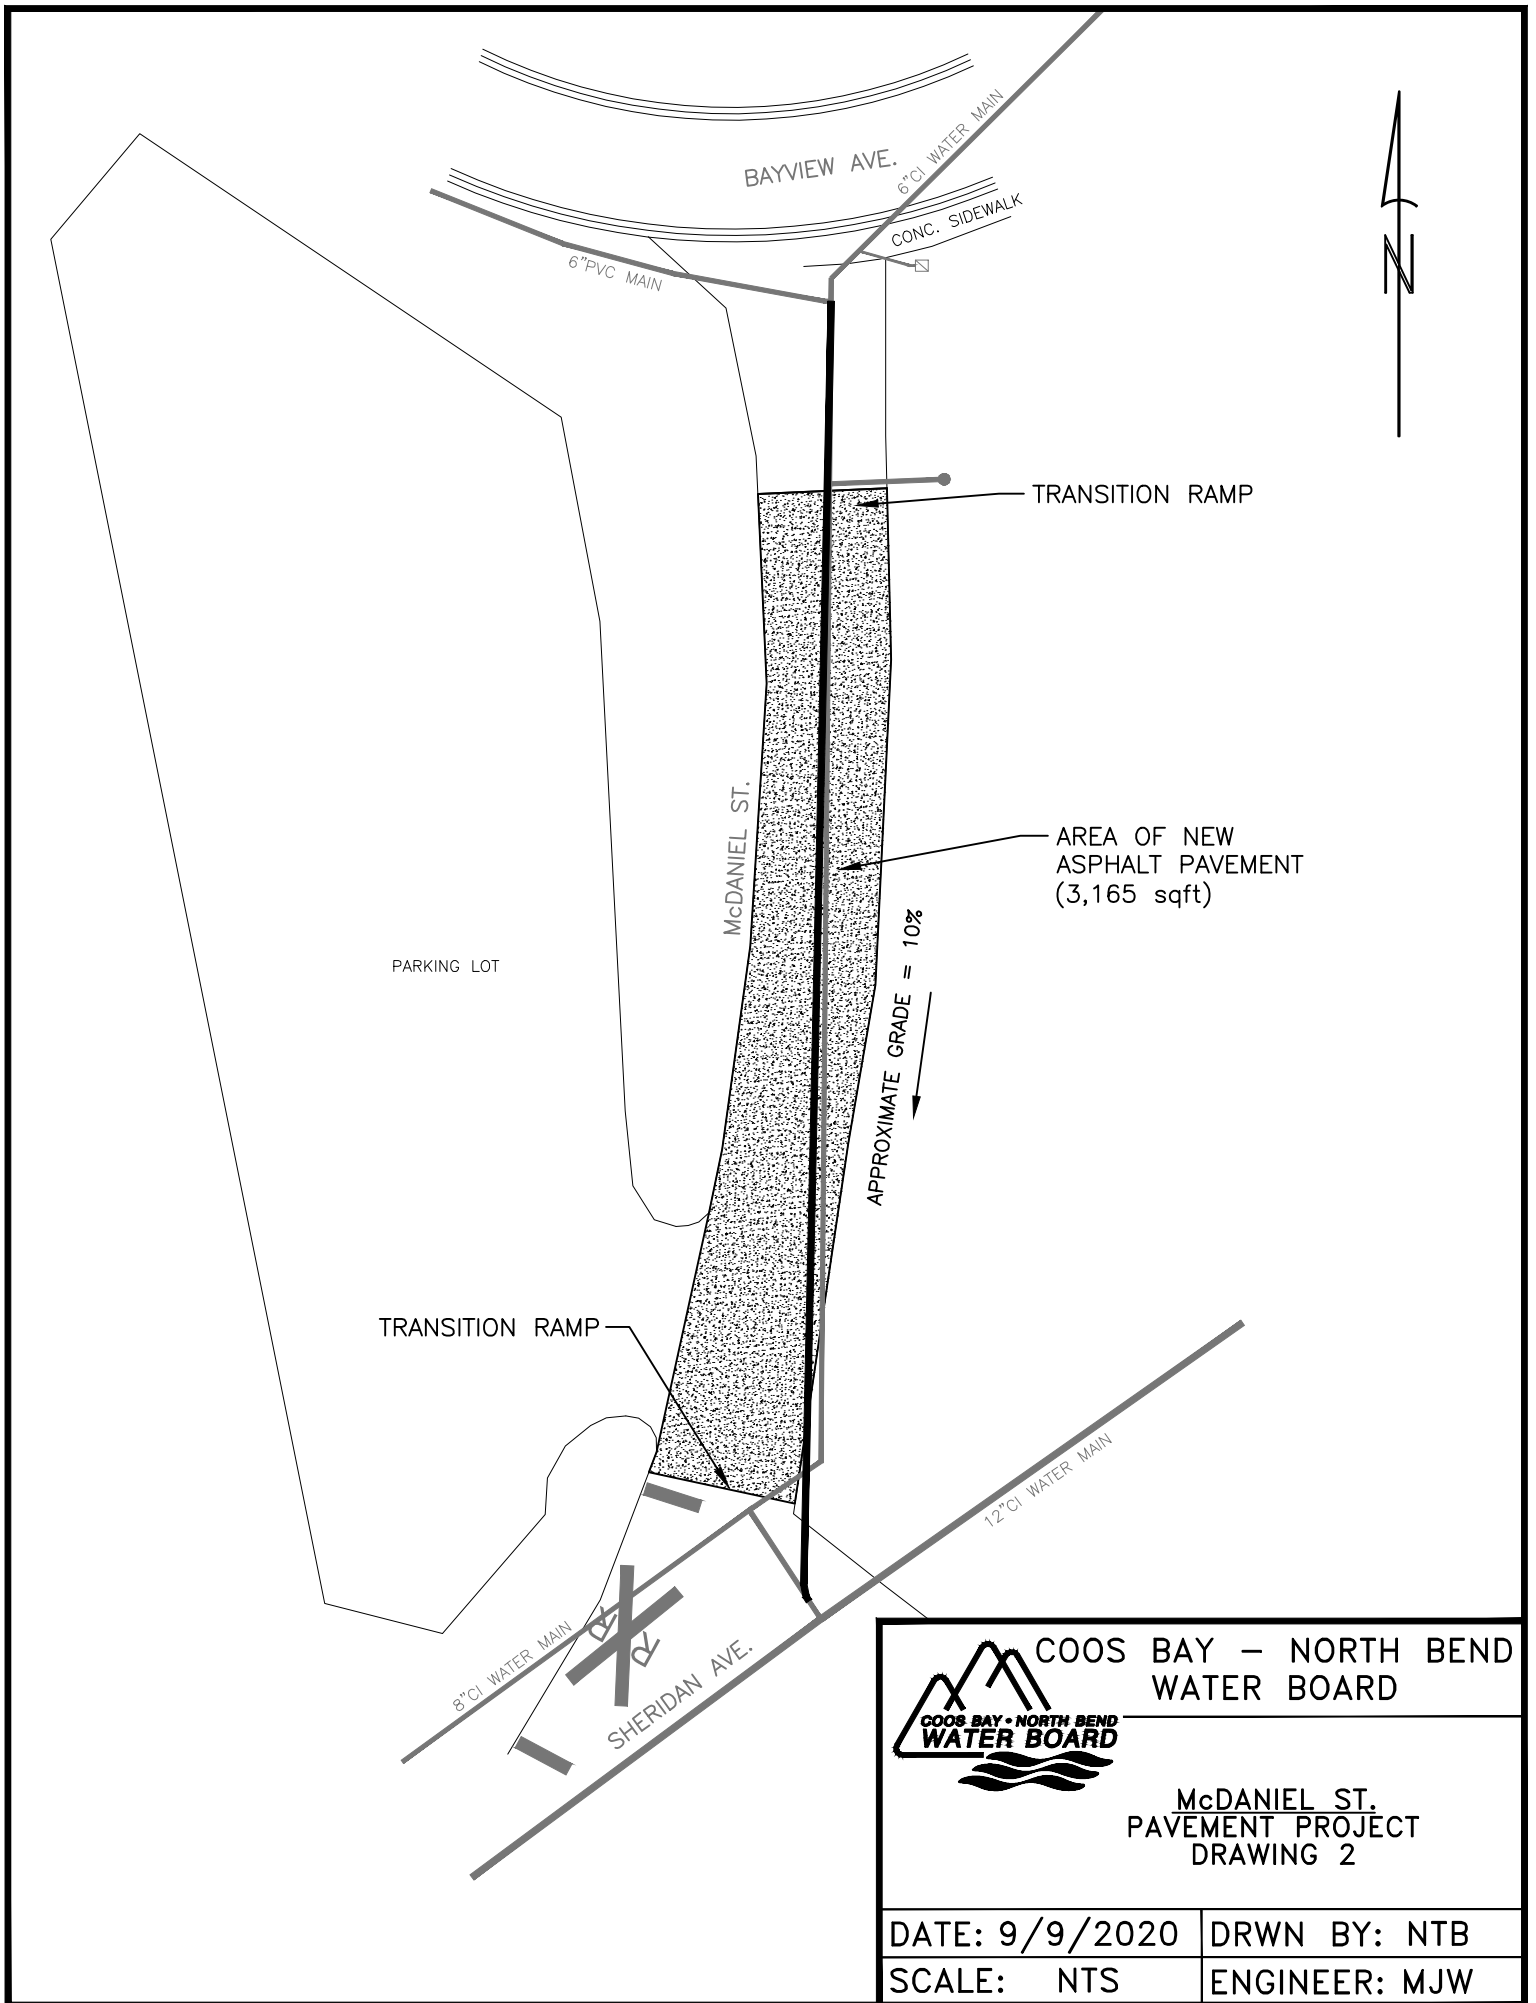 BAYVIEW AVE.
6"CI WATER MAIN
CONC. SIDEWALK
6"PVC MAIN
N
TRANSITION RAMP
McDANIEL ST.
AREA OF NEW
ASPHALT PAVEMENT
(3,165 sqft)
APPROXIMATE GRADE = 10%
PARKING LOT
TRANSITION RAMP
12"CI WATER MAIN
8"CI WATER MAIN
R
R
SHERIDAN AVE.
COOS BAY – NORTH BEND
WATER BOARD
COOS BAY • NORTH BEND
WATER BOARD
McDANIEL ST.
PAVEMENT PROJECT
DRAWING 2
DATE: 9/9/2020
DRWN BY: NTB
SCALE: NTS
ENGINEER: MJW